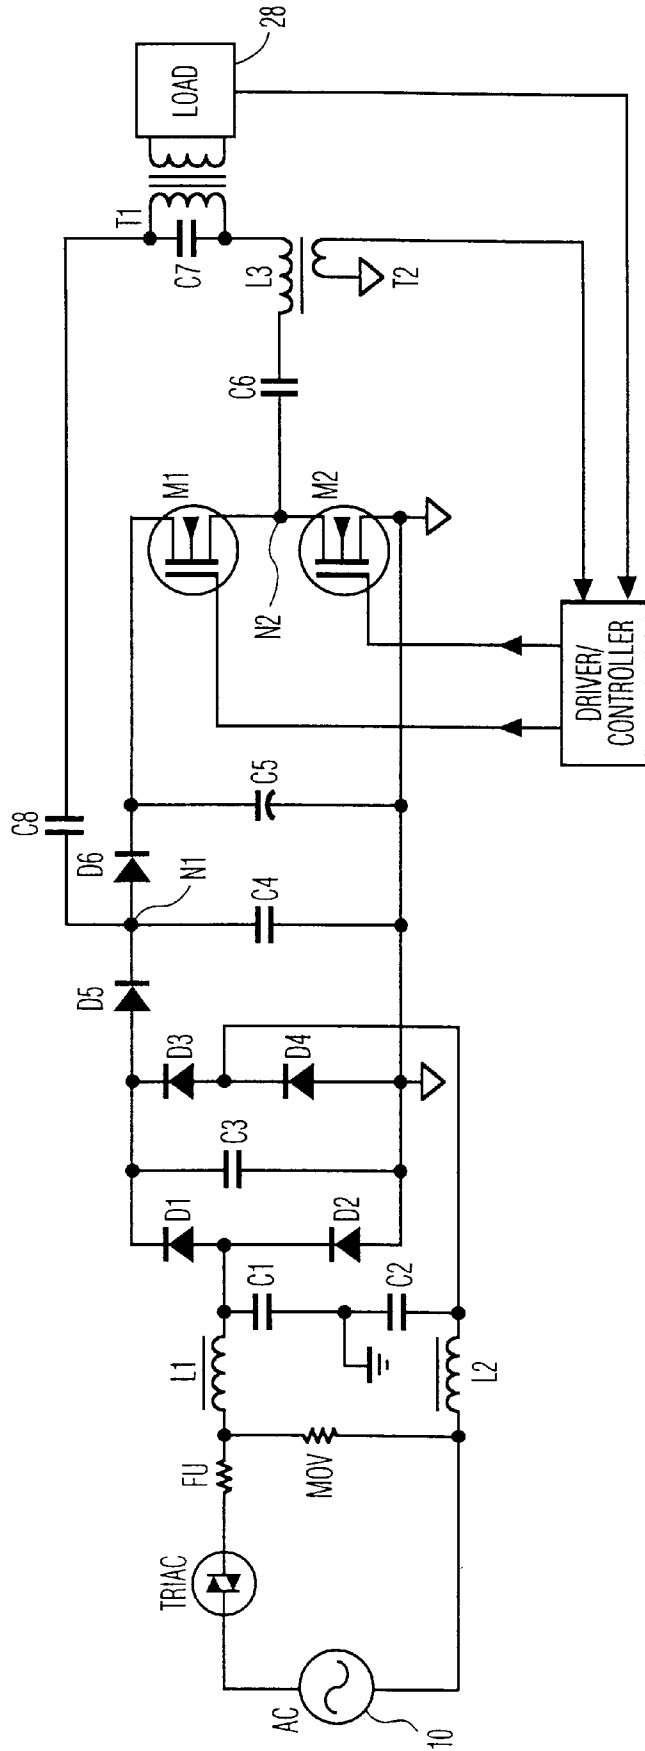 AC
10
TRIAC
FU
MOV
L1
L2
C1
C2
D1
D2
C3
D3
D4
D5
N1
D6
C8
C4
C5
M1
M2
N2
C6
L3
T2
C7
T1
LOAD
28
DRIVER/
CONTROLLER